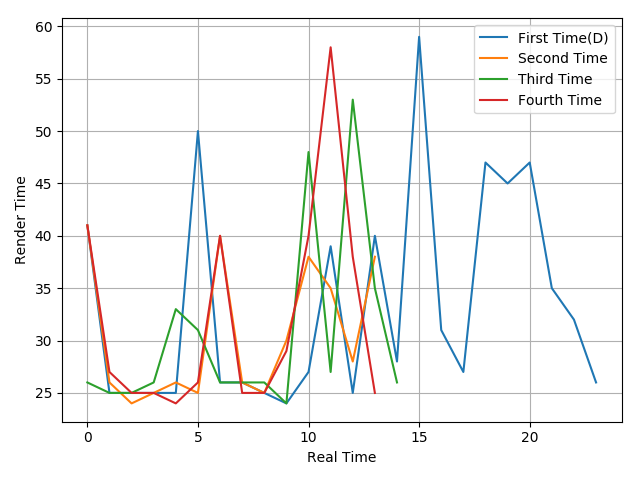 First Time(D)
Second Time
Third Time
Fourth Time
60
55
50
45
40
35
30
25
Render Time
0 5 10 15 20
Real Time